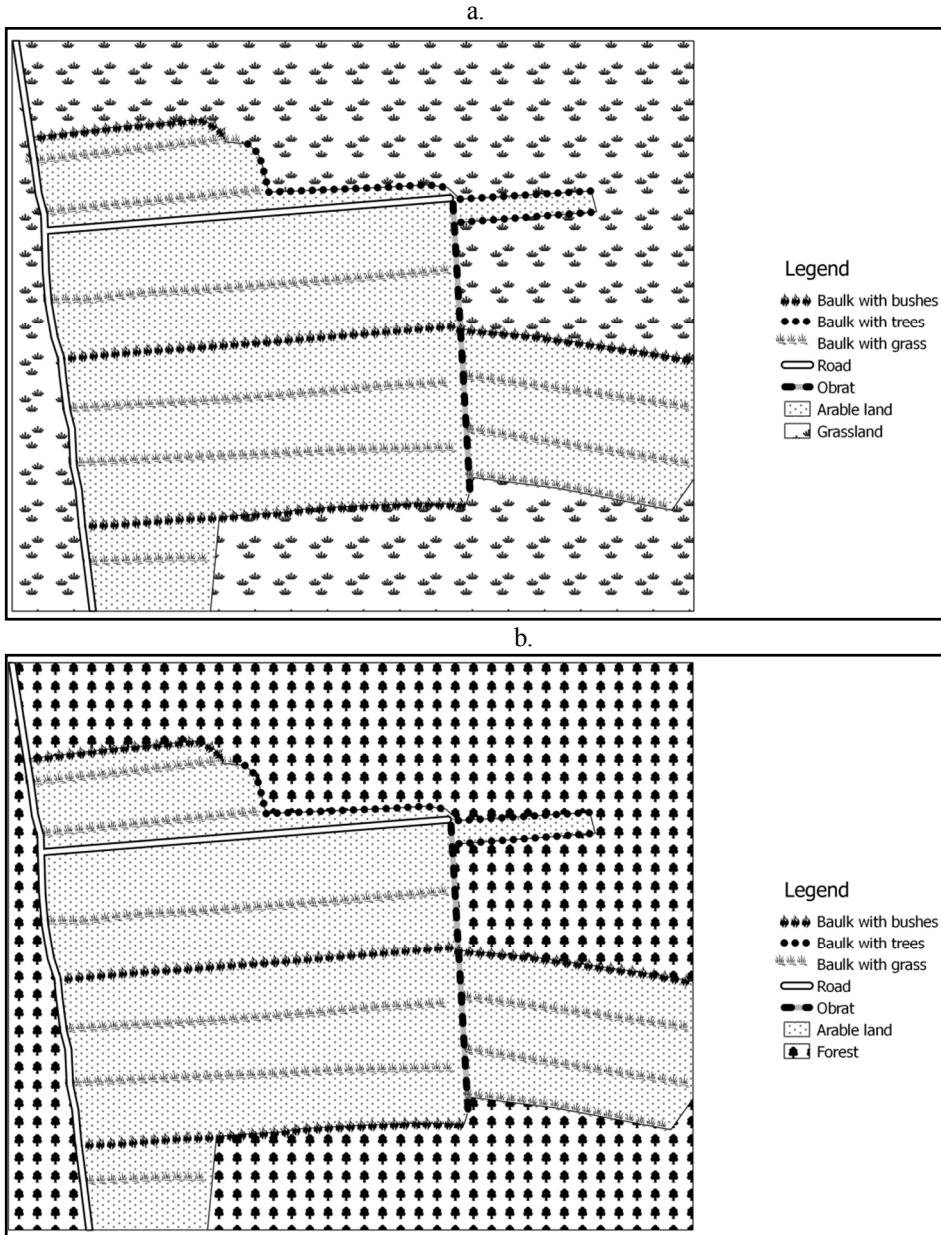 a.
Legend
Baulk with bushes
Baulk with trees
Baulk with grass
Road
Obrat
Arable land
Grassland
b.
Legend
Baulk with bushes
Baulk with trees
Baulk with grass
Road
Obrat
Arable land
Forest